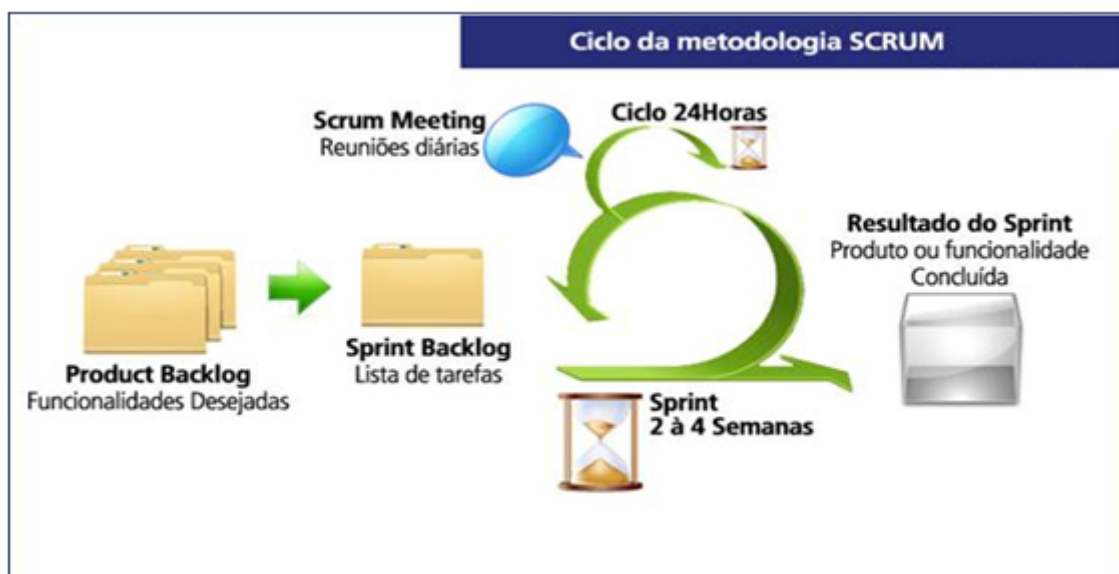 Ciclo da metodologia SCRUM
Scrum Meeting
Reuniões diárias
Ciclo 24Horas
Resultado do Sprint
Produto ou funcionalidade
Concluída
Product Backlog
Funcionalidades Desejadas
Sprint Backlog
Lista de tarefas
Sprint
2 à 4 Semanas